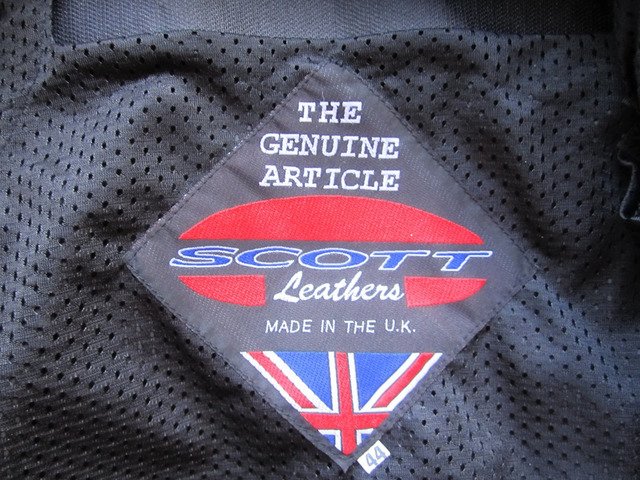 THE
GENUINE
ARTICLE
SCOTT
Leathers
MADE IN THE U.K.
44